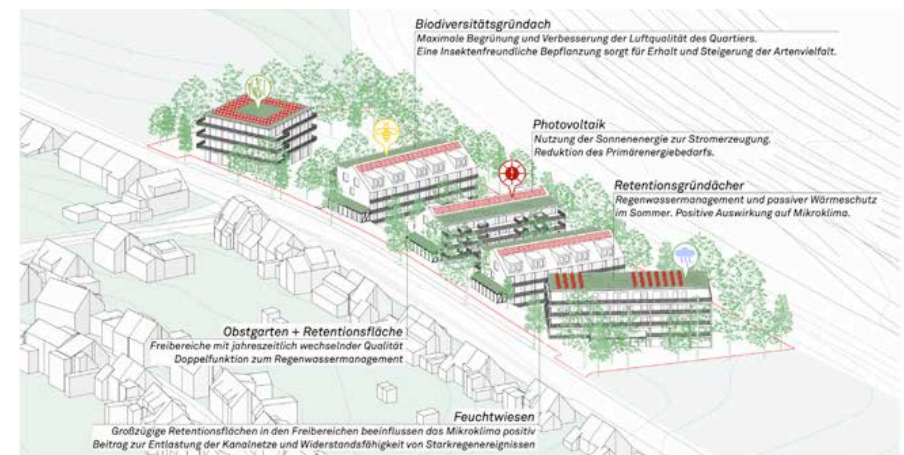 Biodiversitätsgründach
Maximale Begrünung und Verbesserung der Luftqualität des Quartiers.
Eine Insektenfreundliche Bepflanzung sorgt für Erhalt und Steigerung der Artenvielfalt.
Photovoltaik
Nutzung der Sonnenenergie zur Stromerzeugung.
Reduktion des Primärenergiebedarfs.
Retentionsgründächer
Regenwassermanagement und passiver Wärmeschutz
im Sommer. Positive Auswirkung auf Mikroklima.
Obstgarten + Retentionsfläche
Freibereiche mit jahreszeitlich wechselnder Qualität
Doppelfunktion zum Regenwassermanagement
Feuchtwiesen
Großzügige Retentionsflächen in den Freibereichen beeinflussen das Mikroklima positiv
Beitrag zur Entlastung der Kanalnetze und Widerstandsfähigkeit von Starkregenereignissen